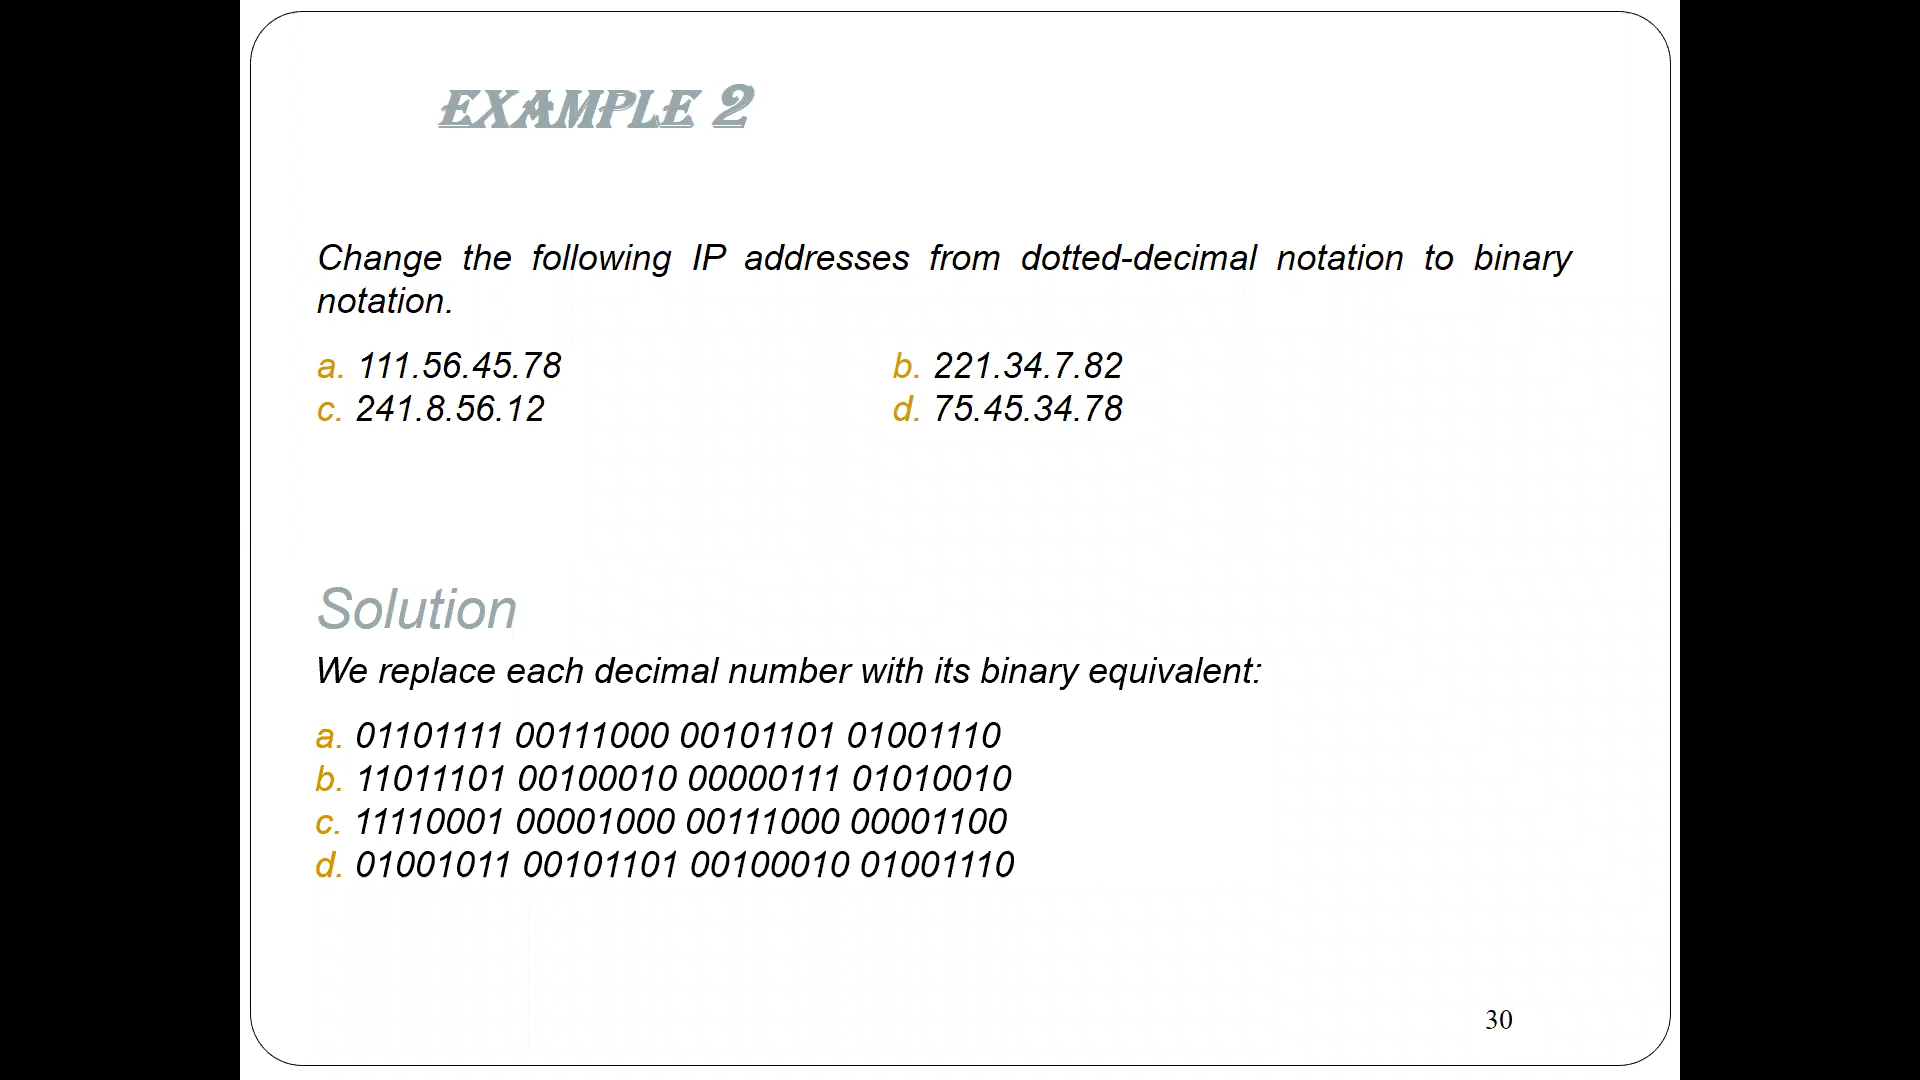 EXAMPLE 2
Change the following IP addresses from dotted-decimal notation to binary
notation.
a. 111.56.45.78 b. 221.34.7.82
c. 241.8.56.12 d. 75.45.34.78
Solution
We replace each decimal number with its binary equivalent:
a. 01101111 00111000 00101101 01001110
b. 11011101 00100010 00000111 01010010
c. 11110001 00001000 00111000 00001100
d. 01001011 00101101 00100010 01001110
30